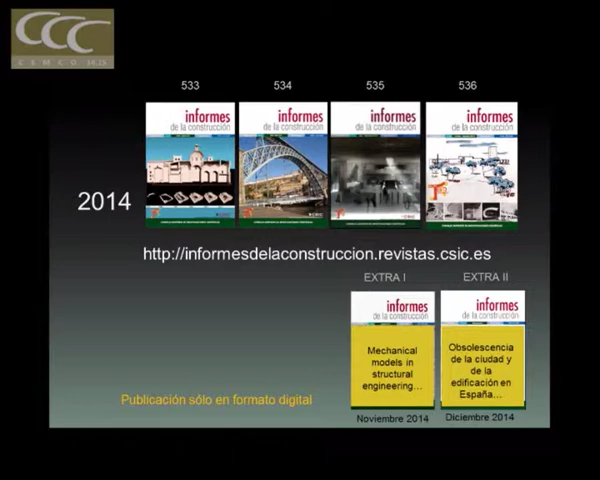 CCC
CEMCO 14.15
533 534 535 536
informes
de la construcción
informes
de la construcción
informes
de la construcción
informes
de la construcción
2014
http://informesdelaconstruccion.revistas.csic.es
EXTRA I EXTRA II
informes
de la construcción
Mechanical
models in
structural
engineering…
informes
de la construcción
Obsolescencia
de la ciudad y
de la
edificación en
España…
Publicación sólo en formato digital
Noviembre 2014 Diciembre 2014